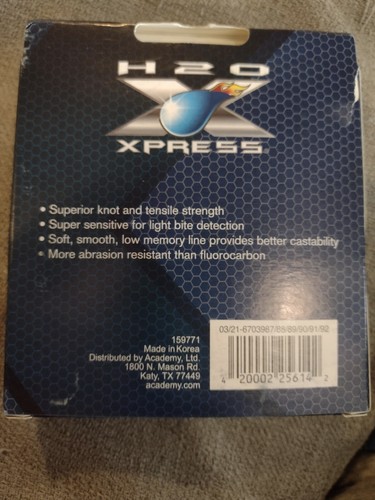 H2O
X
XPRESS
• Superior knot and tensile strength
• Super sensitive for light bite detection
• Soft, smooth, low memory line provides better castability
• More abrasion resistant than fluorocarbon
159771
Made in Korea
Distributed by Academy, Ltd.
1800 N. Mason Rd.
Katy, TX 77449
academy.com
03/21-6703987/88/89/90/91/92
4 20002 25614 2